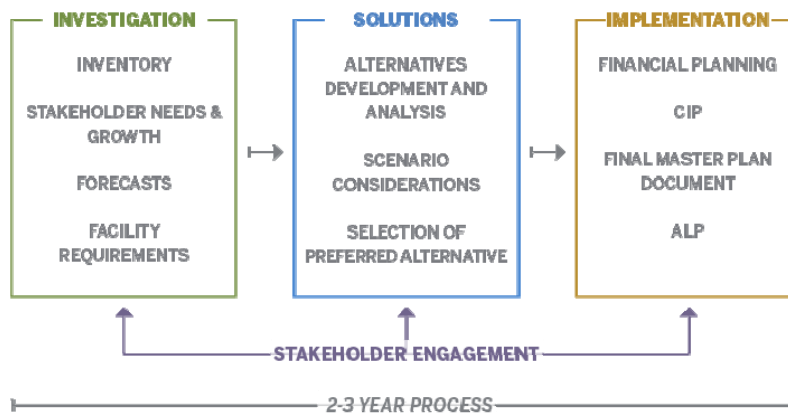 INVESTIGATION
INVENTORY
STAKEHOLDER NEEDS &
GROWTH
FORECASTS
FACILITY
REQUIREMENTS
SOLUTIONS
ALTERNATIVES
DEVELOPMENT AND
ANALYSIS
SCENARIO
CONSIDERATIONS
SELECTION OF
PREFERRED ALTERNATIVE
IMPLEMENTATION
FINANCIAL PLANNING
CIP
FINAL MASTER PLAN
DOCUMENT
ALP
STAKEHOLDER ENGAGEMENT
2-3 YEAR PROCESS